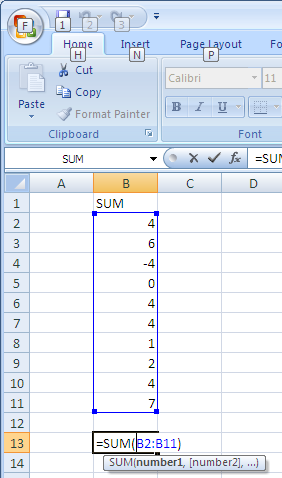 F
1 2 3
Home Insert Page Layout
H N P
Cut
Copy
Format Painter
Paste
Calibri 11
B I U
Clipboard
Font
SUM
=SUM
A B C D
1 SUM
2 4
3 6
4 -4
5 0
6 4
7 4
8 1
9 2
10 4
11 7
12
13 =SUM(B2:B11)
SUM(number1, [number2], ...)
14